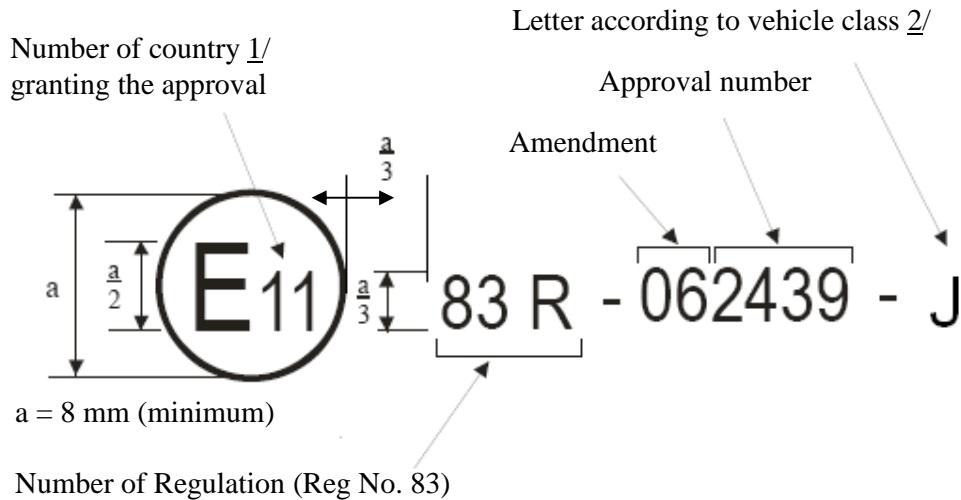 Letter according to vehicle class 2/
Number of country 1/
granting the approval
Approval number
Amendment
a
3
a
a
2
E11
a
3
83 R - 062439 - J
a = 8 mm (minimum)
Number of Regulation (Reg No. 83)